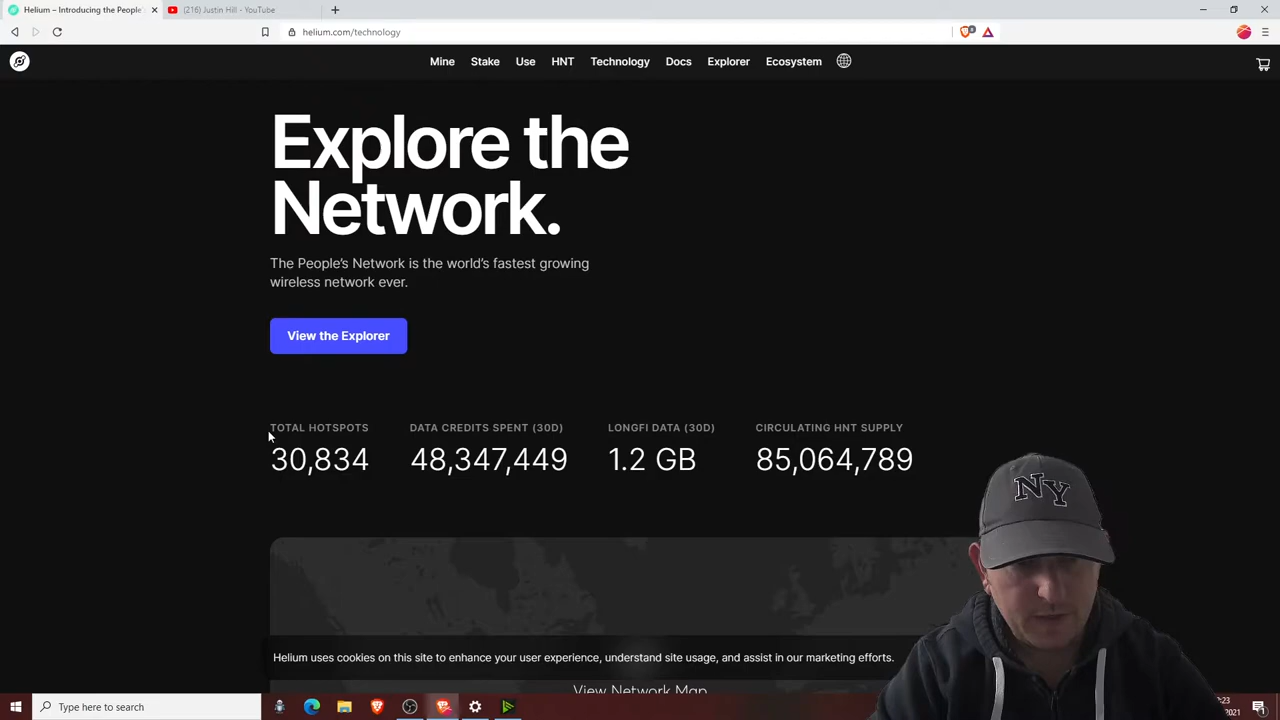 Helium – Introducing the People'
(216) Justin Hill - YouTube
helium.com/technology
Mine Stake Use HNT Technology Docs Explorer Ecosystem
Explore the
Network.
The People's Network is the world's fastest growing
wireless network ever.
View the Explorer
TOTAL HOTSPOTS DATA CREDITS SPENT (30D) LONGFI DATA (30D) CIRCULATING HNT SUPPLY
30,834 48,347,449 1.2 GB 85,064,789
NY
Helium uses cookies on this site to enhance your user experience, understand site usage, and assist in our marketing efforts.
View Network Map
Type here to search
:23
2021